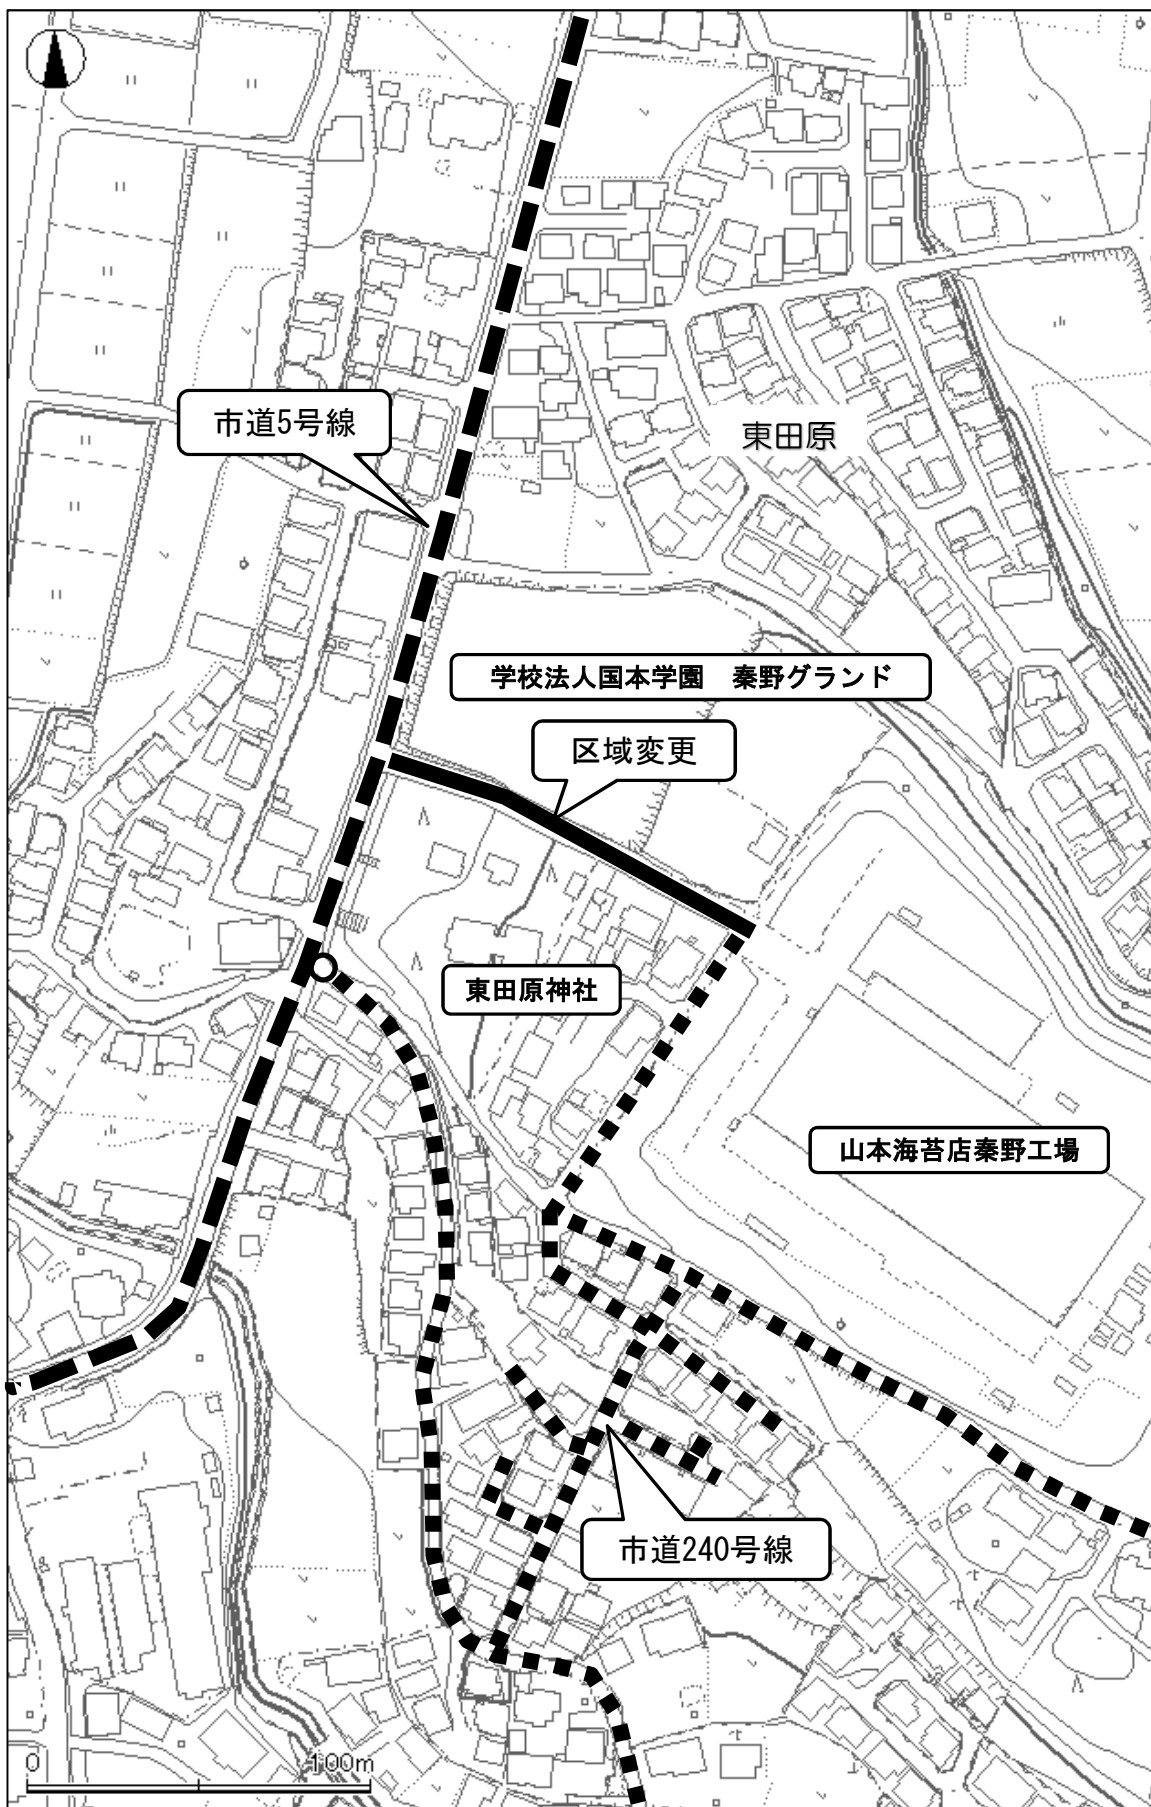 市道5号線
東田原
学校法人国本学園　秦野グランド
区域変更
東田原神社
山本海苔店秦野工場
市道240号線
0
100m